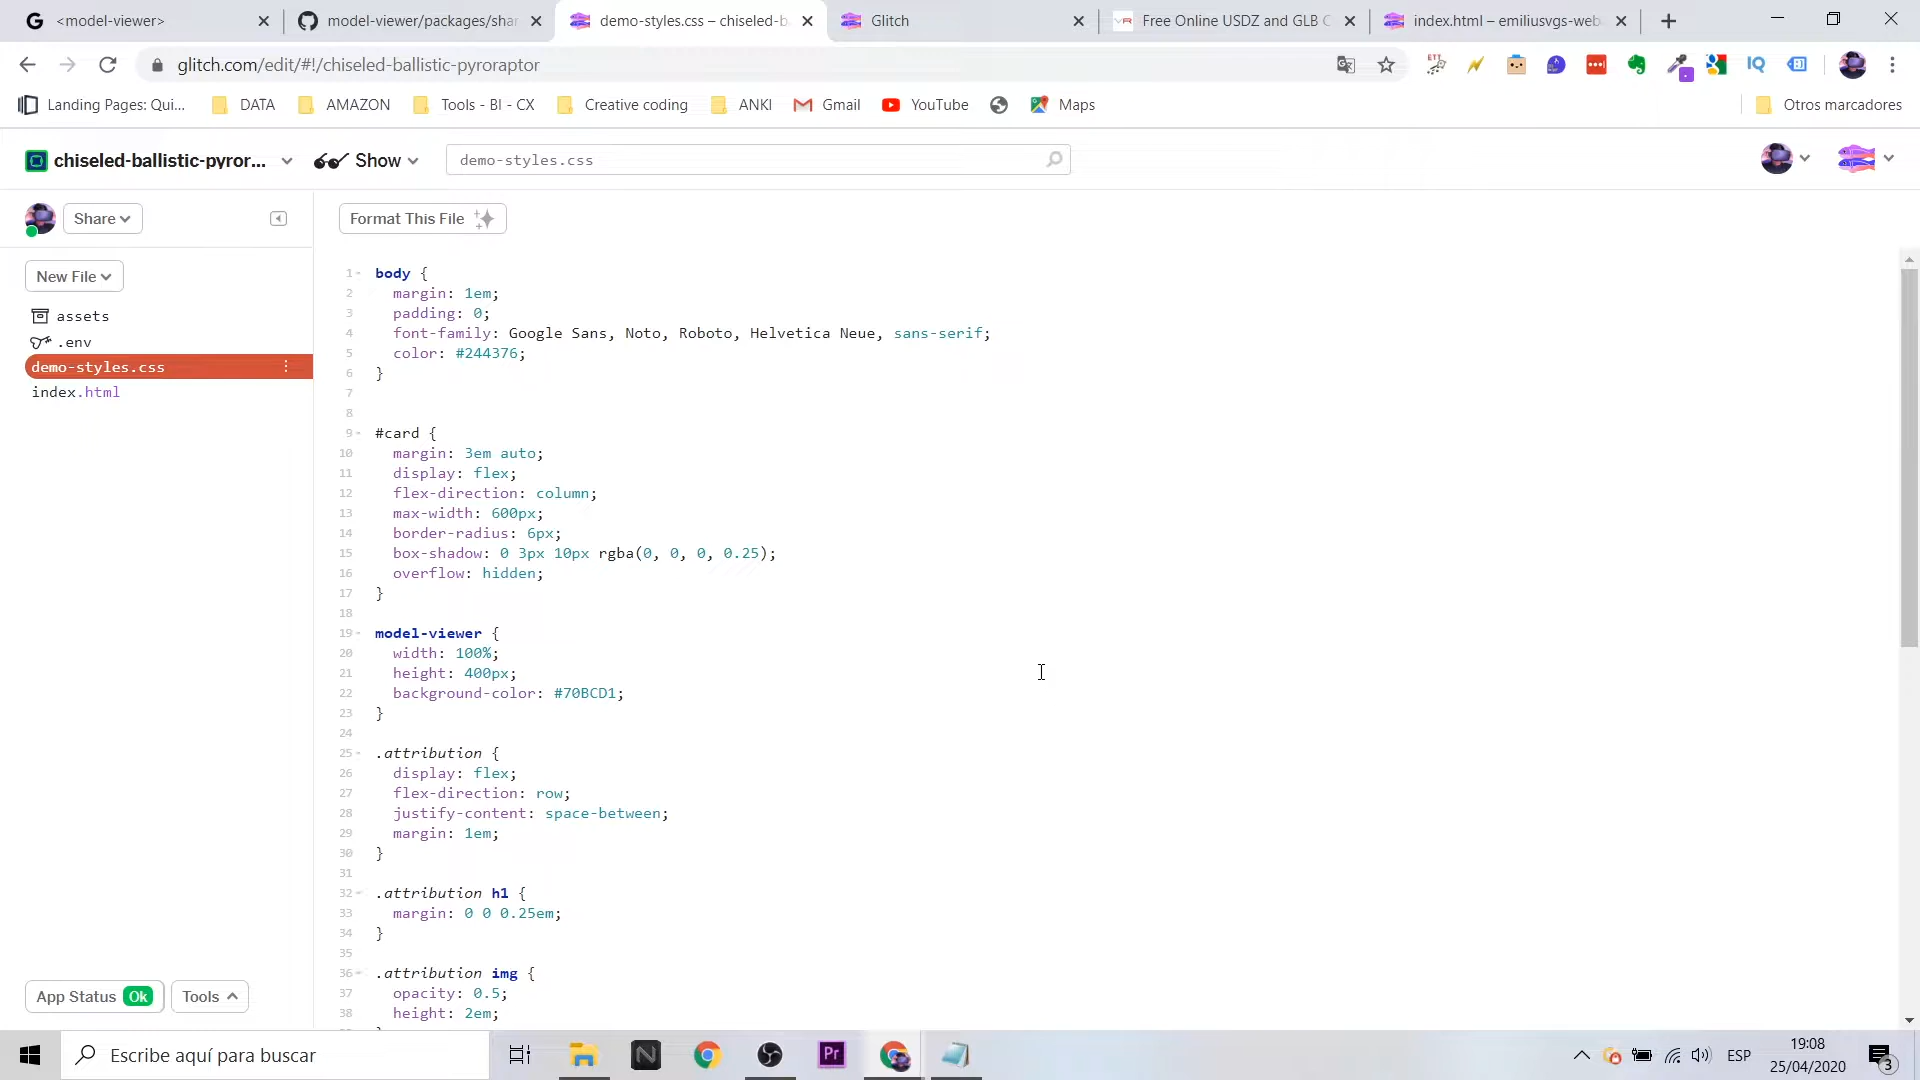 <model-viewer>
model-viewer/packages/shar
demo-styles.css – chiseled-b
Glitch
Free Online USDZ and GLB C
index.html – emiliusvgs-web
glitch.com/edit/#!/chiseled-ballistic-pyroraptor
Landing Pages: Qui...
DATA
AMAZON
Tools - BI - CX
Creative coding
ANKI
Gmail
YouTube
Maps
Otros marcadores
chiseled-ballistic-pyror...
Show
demo-styles.css
Share
Format This File
New File
assets
.env
demo-styles.css
index.html
1 body {
2 margin: 1em;
3 padding: 0;
4 font-family: Google Sans, Noto, Roboto, Helvetica Neue, sans-serif;
5 color: #244376;
6 }
7
8
9 #card {
10 margin: 3em auto;
11 display: flex;
12 flex-direction: column;
13 max-width: 600px;
14 border-radius: 6px;
15 box-shadow: 0 3px 10px rgba(0, 0, 0, 0.25);
16 overflow: hidden;
17 }
18
19 model-viewer {
20 width: 100%;
21 height: 400px;
22 background-color: #70BCD1;
23 }
24
25 .attribution {
26 display: flex;
27 flex-direction: row;
28 justify-content: space-between;
29 margin: 1em;
30 }
31
32 .attribution h1 {
33 margin: 0 0 0.25em;
34 }
35
36 .attribution img {
37 opacity: 0.5;
38 height: 2em;
App Status Ok
Tools
Escribe aquí para buscar
Pr
ESP
19:08
25/04/2020
3